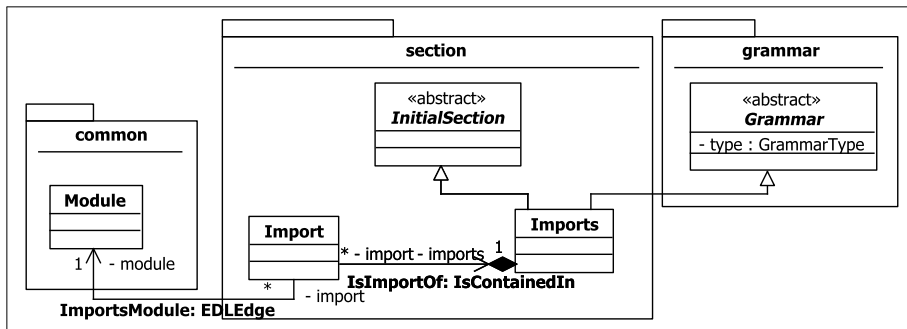 section
grammar
«abstract»
InitialSection
«abstract»
Grammar
- type : GrammarType
common
Module
Import
Imports
1
- module
* - import - imports
1
IsImportOf: IsContainedIn
*
- import
ImportsModule: EDLEdge